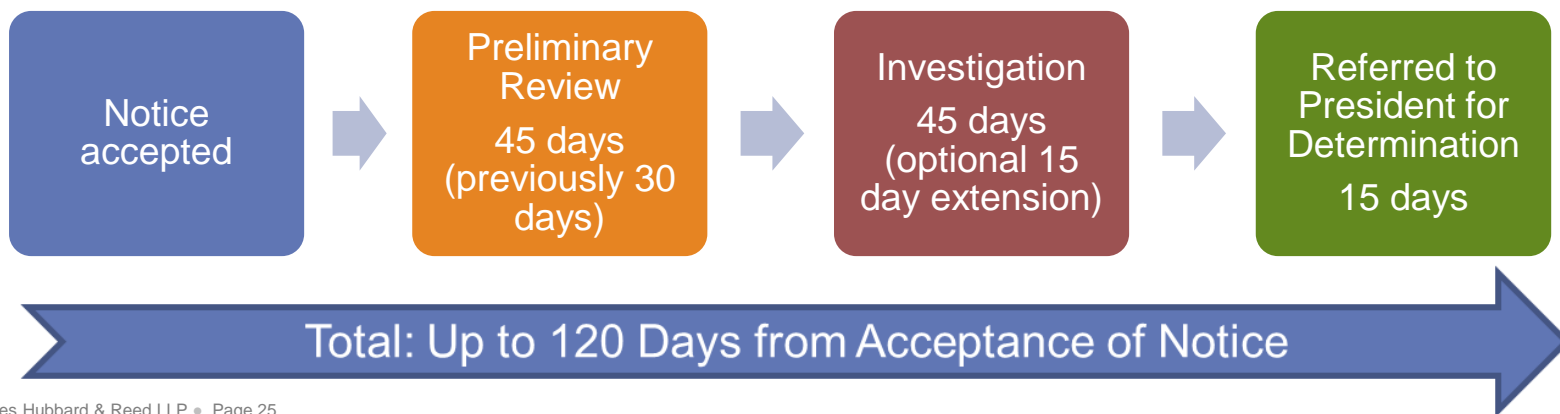 Notice
accepted
Preliminary
Review
45 days
(previously 30
days)
Investigation
45 days
(optional 15
day extension)
Referred to
President for
Determination
15 days
Total: Up to 120 Days from Acceptance of Notice
Hubbard & Reed LLP ● Page 25